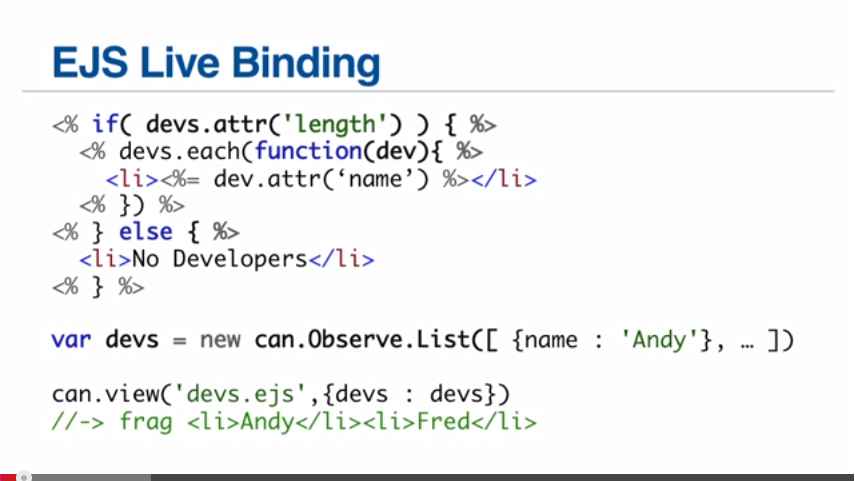 EJS Live Binding
<% if( devs.attr('length') ) { %>
<% devs.each(function(dev){ %>
<li><%= dev.attr(‘name’) %></li>
<% }) %>
<% } else { %>
<li>No Developers</li>
<% } %>
var devs = new can.Observe.List([ {name : 'Andy'}, … ])
can.view('devs.ejs',{devs : devs})
//-> frag <li>Andy</li><li>Fred</li>